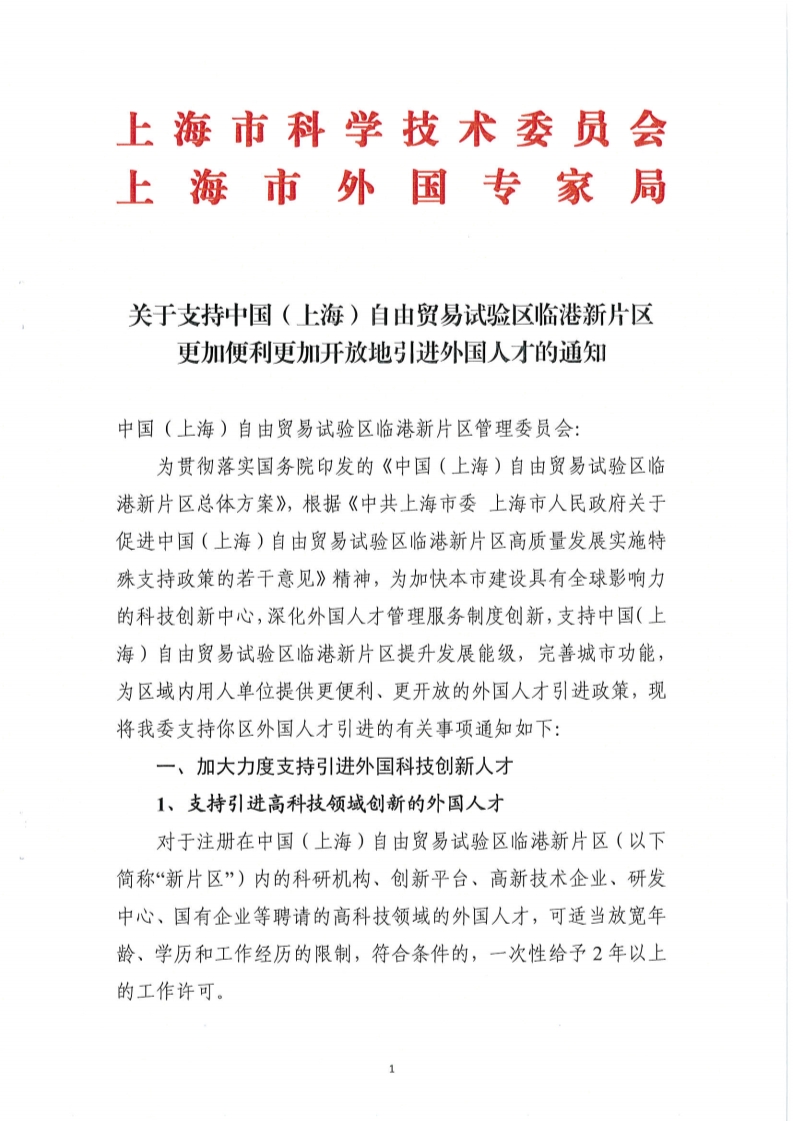 上海市科学技术委员会
上海市外国专家局
关于支持中国（上海）自由贸易试验区临港新片区
更加便利更加开放地引进外国人才的通知
中国（上海）自由贸易试验区临港新片区管理委员会：
为贯彻落实国务院印发的《中国（上海）自由贸易试验区临
港新片区总体方案》，根据《中共上海市委 上海市人民政府关于
促进中国（上海）自由贸易试验区临港新片区高质量发展实施特
殊支持政策的若干意见》精神，为加快本市建设具有全球影响力
的科技创新中心，深化外国人才管理服务制度创新，支持中国（上
海）自由贸易试验区临港新片区提升发展能级，完善城市功能，
为区域内用人单位提供更便利、更开放的外国人才引进政策，现
将我委支持你区外国人才引进的有关事项通知如下：
一、加大力度支持引进外国科技创新人才
1、支持引进高科技领域创新的外国人才
对于注册在中国（上海）自由贸易试验区临港新片区（以下
简称“新片区”）内的科研机构、创新平台、高新技术企业、研发
中心、国有企业等聘请的高科技领域的外国人才，可适当放宽年
龄、学历和工作经历的限制，符合条件的，一次性给予 2 年以上
的工作许可。
1